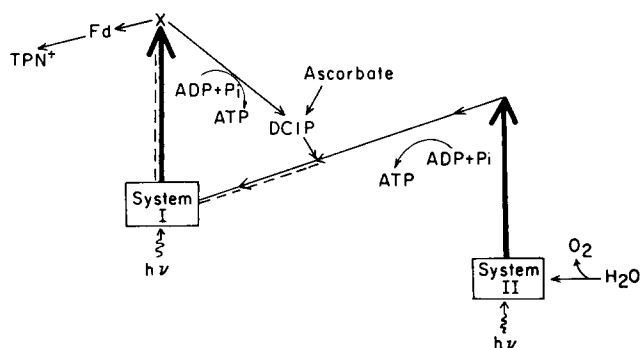 X
Fd
TPN+
ADP+Pi
ATP
Ascorbate
DCIP
ADP+Pi
ATP
System
I
hν
O2
System
II
H2O
hν